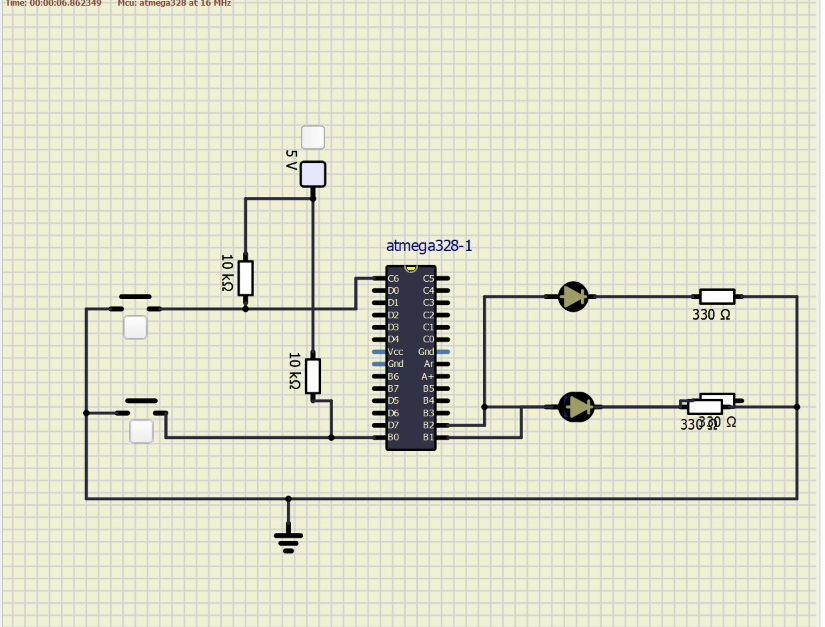 Time: 00:00:06.862349 Mcu: atmega328 at 16 MHz
5 V
atmega328-1
10 kΩ
10 kΩ
C6 C5
D0 C4
D1 C3
D2 C2
D3 C1
D4 C0
Vcc Gnd
Gnd Ar
B6 A+
B7 B5
D5 B4
D6 B3
D7 B2
B0 B1
330 Ω
330 Ω
330 Ω